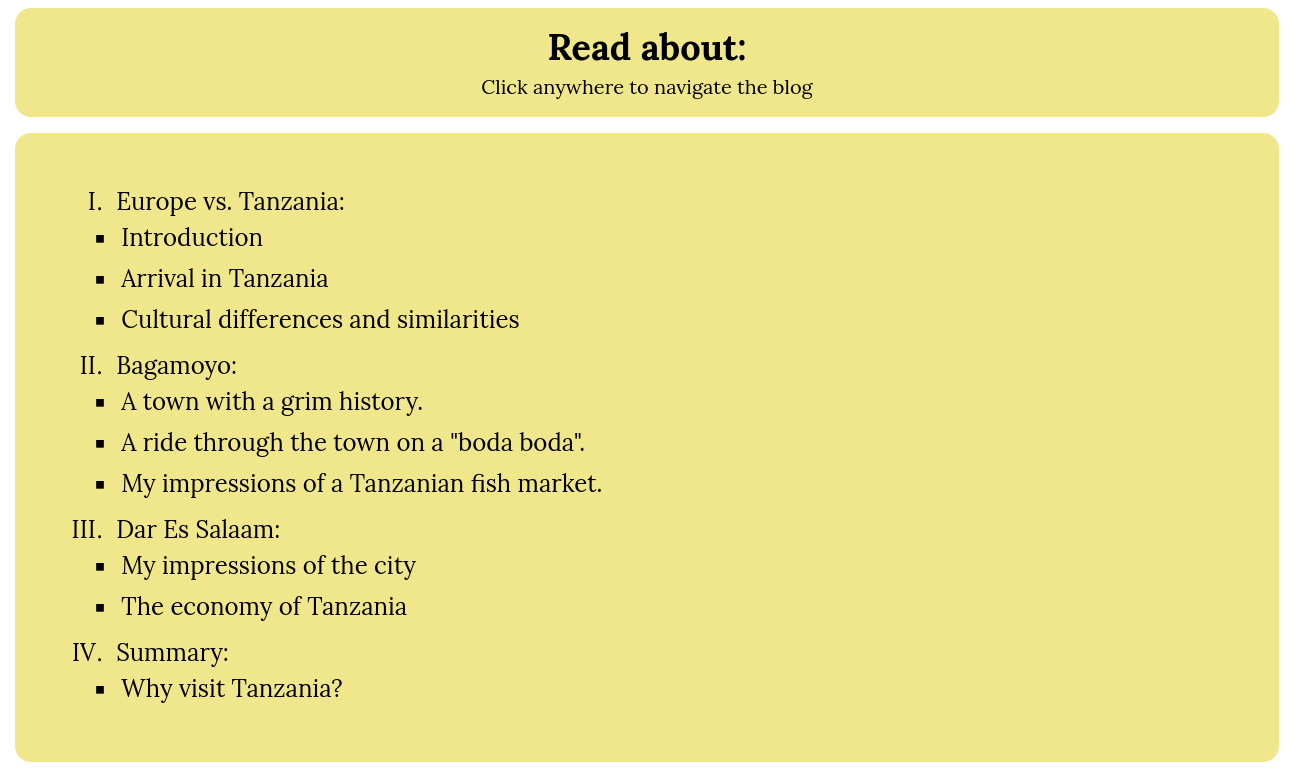 Read about:
Click anywhere to navigate the blog
I. Europe vs. Tanzania:
▪ Introduction
▪ Arrival in Tanzania
▪ Cultural differences and similarities
II. Bagamoyo:
▪ A town with a grim history.
▪ A ride through the town on a "boda boda".
▪ My impressions of a Tanzanian fish market.
III. Dar Es Salaam:
▪ My impressions of the city
▪ The economy of Tanzania
IV. Summary:
▪ Why visit Tanzania?